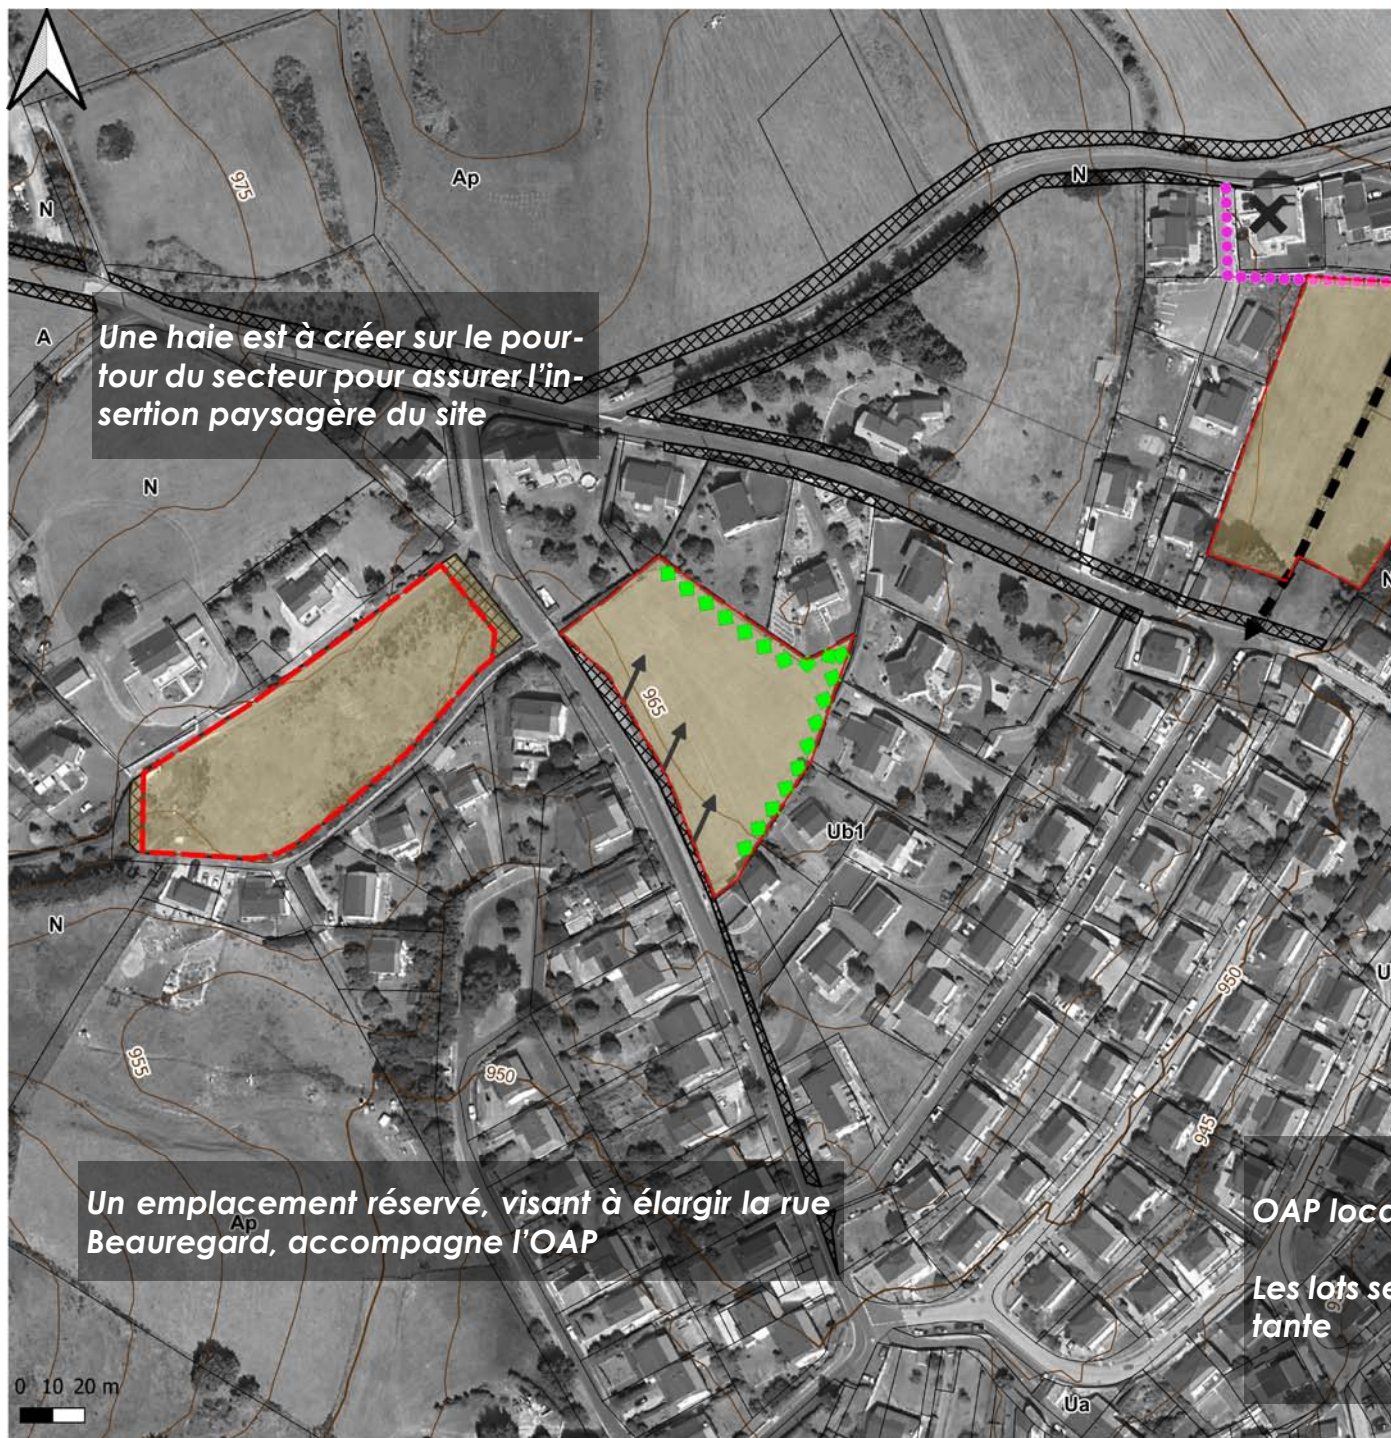 975
Ap
N
N
A
Une haie est à créer sur le pour-
tour du secteur pour assurer l'in-
sertion paysagère du site
N
965
Ub1
N
950
955
950
945
Un emplacement réservé, visant à élargir la rue
Beauregard, accompagne l'OAP
Ap
OAP loca
Les lots se
tante
0 10 20 m
Ua